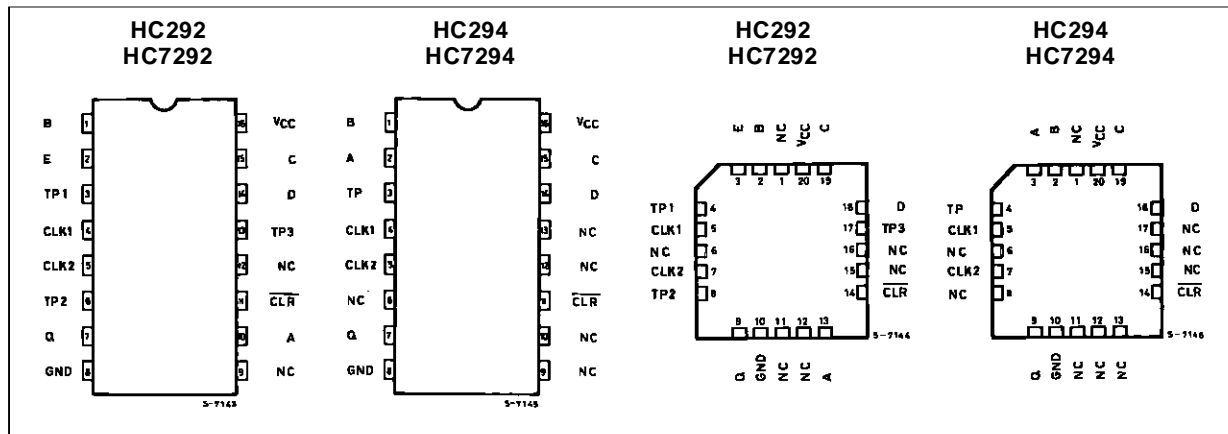 HC292
HC7292
B 1 16 VCC
E 2 15 C
TP1 3 14 D
CLK1 4 13 TP3
CLK2 5 12 NC
TP2 6 11 CLR
Q 7 10 A
GND 8 9 NC
S-7143
HC294
HC7294
B 1 16 VCC
A 2 15 C
TP 3 14 D
CLK1 4 13 NC
CLK2 5 12 NC
NC 6 11 CLR
Q 7 10 NC
GND 8 9 NC
S-7145
HC292
HC7292
E B NC VCC C
3 2 1 20 19
TP1 4 18 D
CLK1 5 17 TP3
NC 6 16 NC
CLK2 7 15 NC
TP2 8 14 CLR
9 10 11 12 13
S-7144
Q GND NC NC A
HC294
HC7294
A B NC VCC C
3 2 1 20 19
TP 4 18 D
CLK1 5 17 NC
NC 6 16 NC
CLK2 7 15 NC
NC 8 14 CLR
9 10 11 12 13
S-7146
Q GND NC NC NC